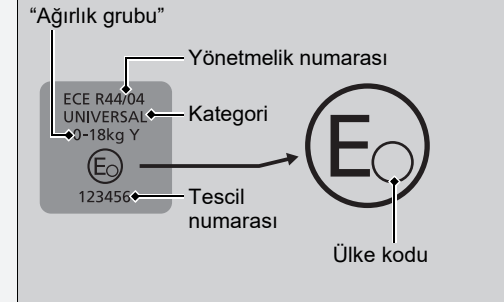 “Ağırlık grubu”
Yönetmelik numarası
ECE R44/04
UNIVERSAL
Kategori
0-18kg Y
E
E
123456
Tescil
numarası
Ülke kodu